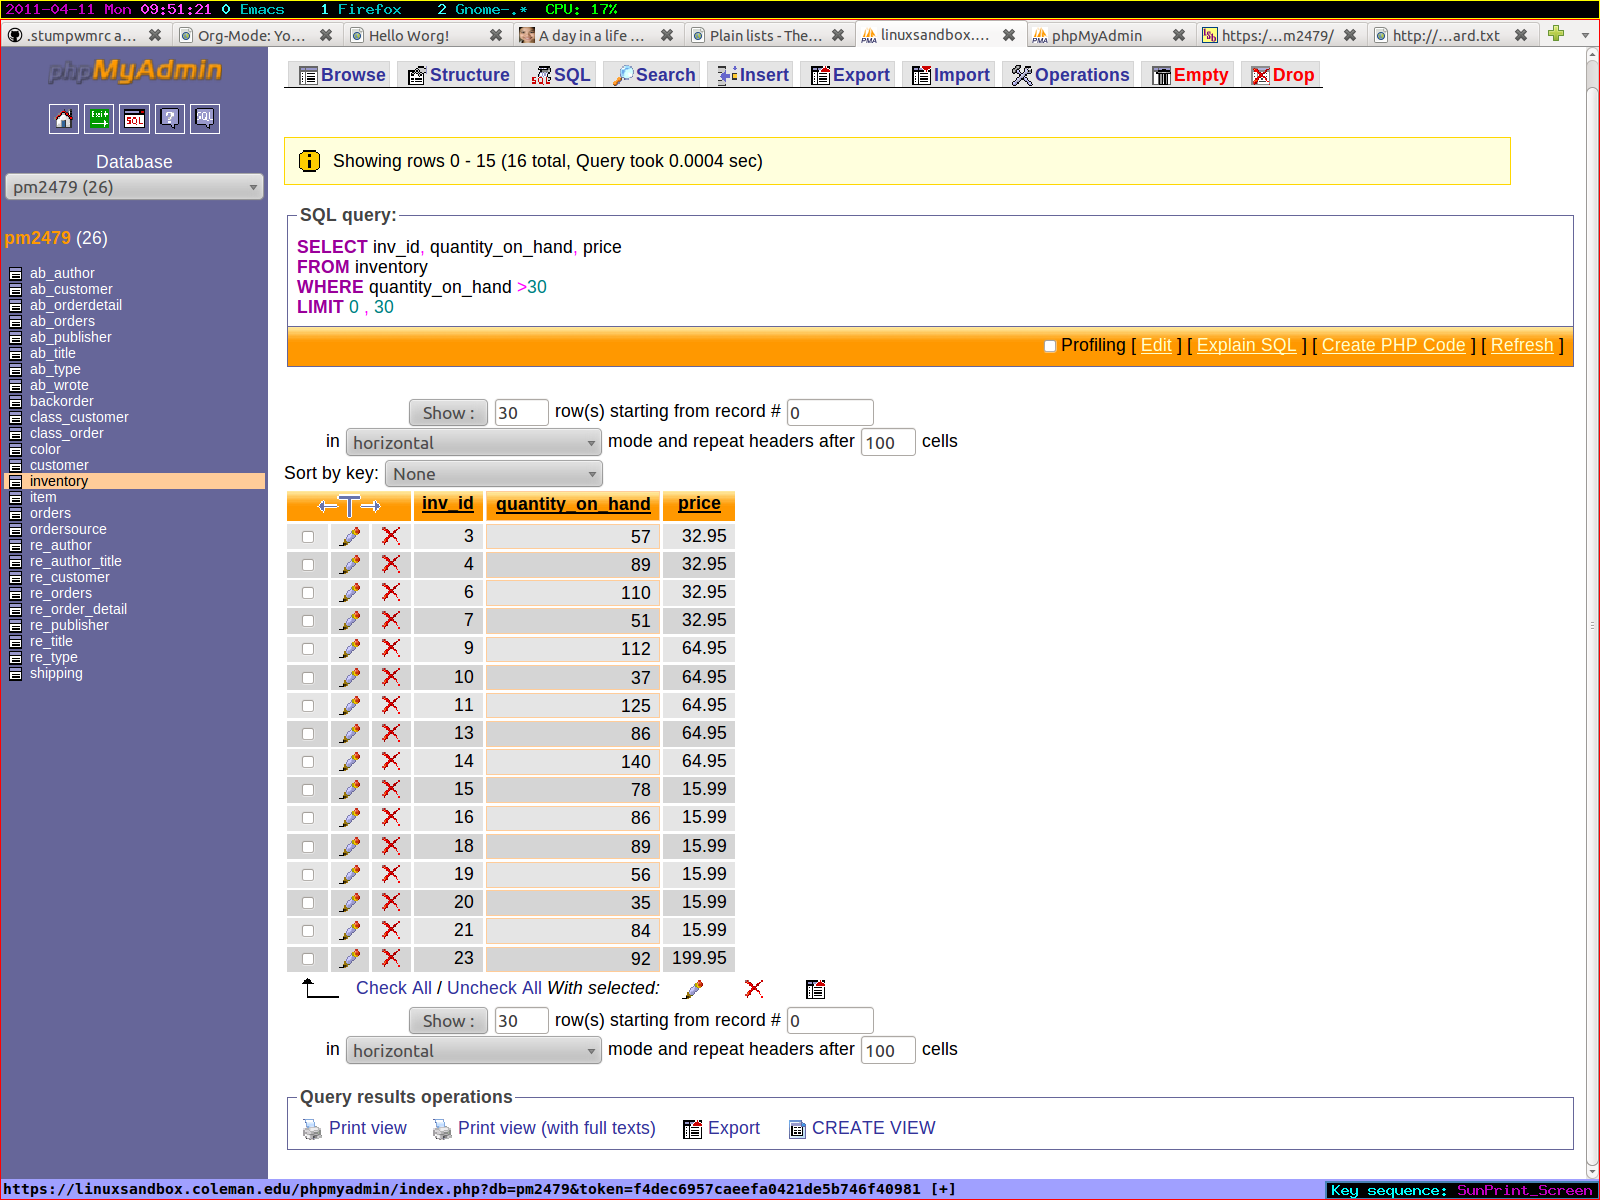 2011-04-11 Mon 09:51:21 0 Emacs 1 Firefox 2 Gnome-.* CPU: 17%
.stumpwmrc a... Org-Mode: Yo... Hello Worg! A day in a life ... Plain lists - The... linuxsandbox.... phpMyAdmin https:/...m2479/ http://...ard.txt
phpMyAdmin
Browse Structure SQL Search Insert Export Import Operations Empty Drop
Database
pm2479 (26)
pm2479 (26)
ab_author
ab_customer
ab_orderdetail
ab_orders
ab_publisher
ab_title
ab_type
ab_wrote
backorder
class_customer
class_order
color
customer
inventory
item
orders
ordersource
re_author
re_author_title
re_customer
re_orders
re_order_detail
re_publisher
re_title
re_type
shipping
Showing rows 0 - 15 (16 total, Query took 0.0004 sec)
SQL query:
SELECT inv_id, quantity_on_hand, price
FROM inventory
WHERE quantity_on_hand >30
LIMIT 0 , 30
Profiling [ Edit ] [ Explain SQL ] [ Create PHP Code ] [ Refresh ]
Show : 30 row(s) starting from record # 0
in horizontal mode and repeat headers after 100 cells
Sort by key: None
←T→ inv_id quantity_on_hand price
3 57 32.95
4 89 32.95
6 110 32.95
7 51 32.95
9 112 64.95
10 37 64.95
11 125 64.95
13 86 64.95
14 140 64.95
15 78 15.99
16 86 15.99
18 89 15.99
19 56 15.99
20 35 15.99
21 84 15.99
23 92 199.95
Check All / Uncheck All With selected:
Show : 30 row(s) starting from record # 0
in horizontal mode and repeat headers after 100 cells
Query results operations
Print view Print view (with full texts) Export CREATE VIEW
https://linuxsandbox.coleman.edu/phpmyadmin/index.php?db=pm2479&token=f4dec6957caeefa0421de5b746f40981 [+]
Key sequence: SunPrint_Screen